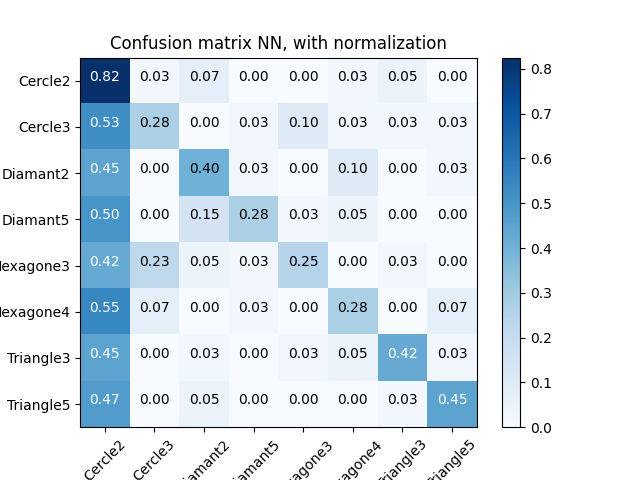 Confusion matrix NN, with normalization
Cercle2 0.82 0.03 0.07 0.00 0.00 0.03 0.05 0.00
Cercle3 0.53 0.28 0.00 0.03 0.10 0.03 0.03 0.03
Diamant2 0.45 0.00 0.40 0.03 0.00 0.10 0.00 0.03
Diamant5 0.50 0.00 0.15 0.28 0.03 0.05 0.00 0.00
exagone3 0.42 0.23 0.05 0.03 0.25 0.00 0.03 0.00
exagone4 0.55 0.07 0.00 0.03 0.00 0.28 0.00 0.07
Triangle3 0.45 0.00 0.03 0.00 0.03 0.05 0.42 0.03
Triangle5 0.47 0.00 0.05 0.00 0.00 0.00 0.03 0.45
Cercle2 Cercle3 amant2 amant5 agone3 agone4 riangle3 iangle5
0.8
0.7
0.6
0.5
0.4
0.3
0.2
0.1
0.0